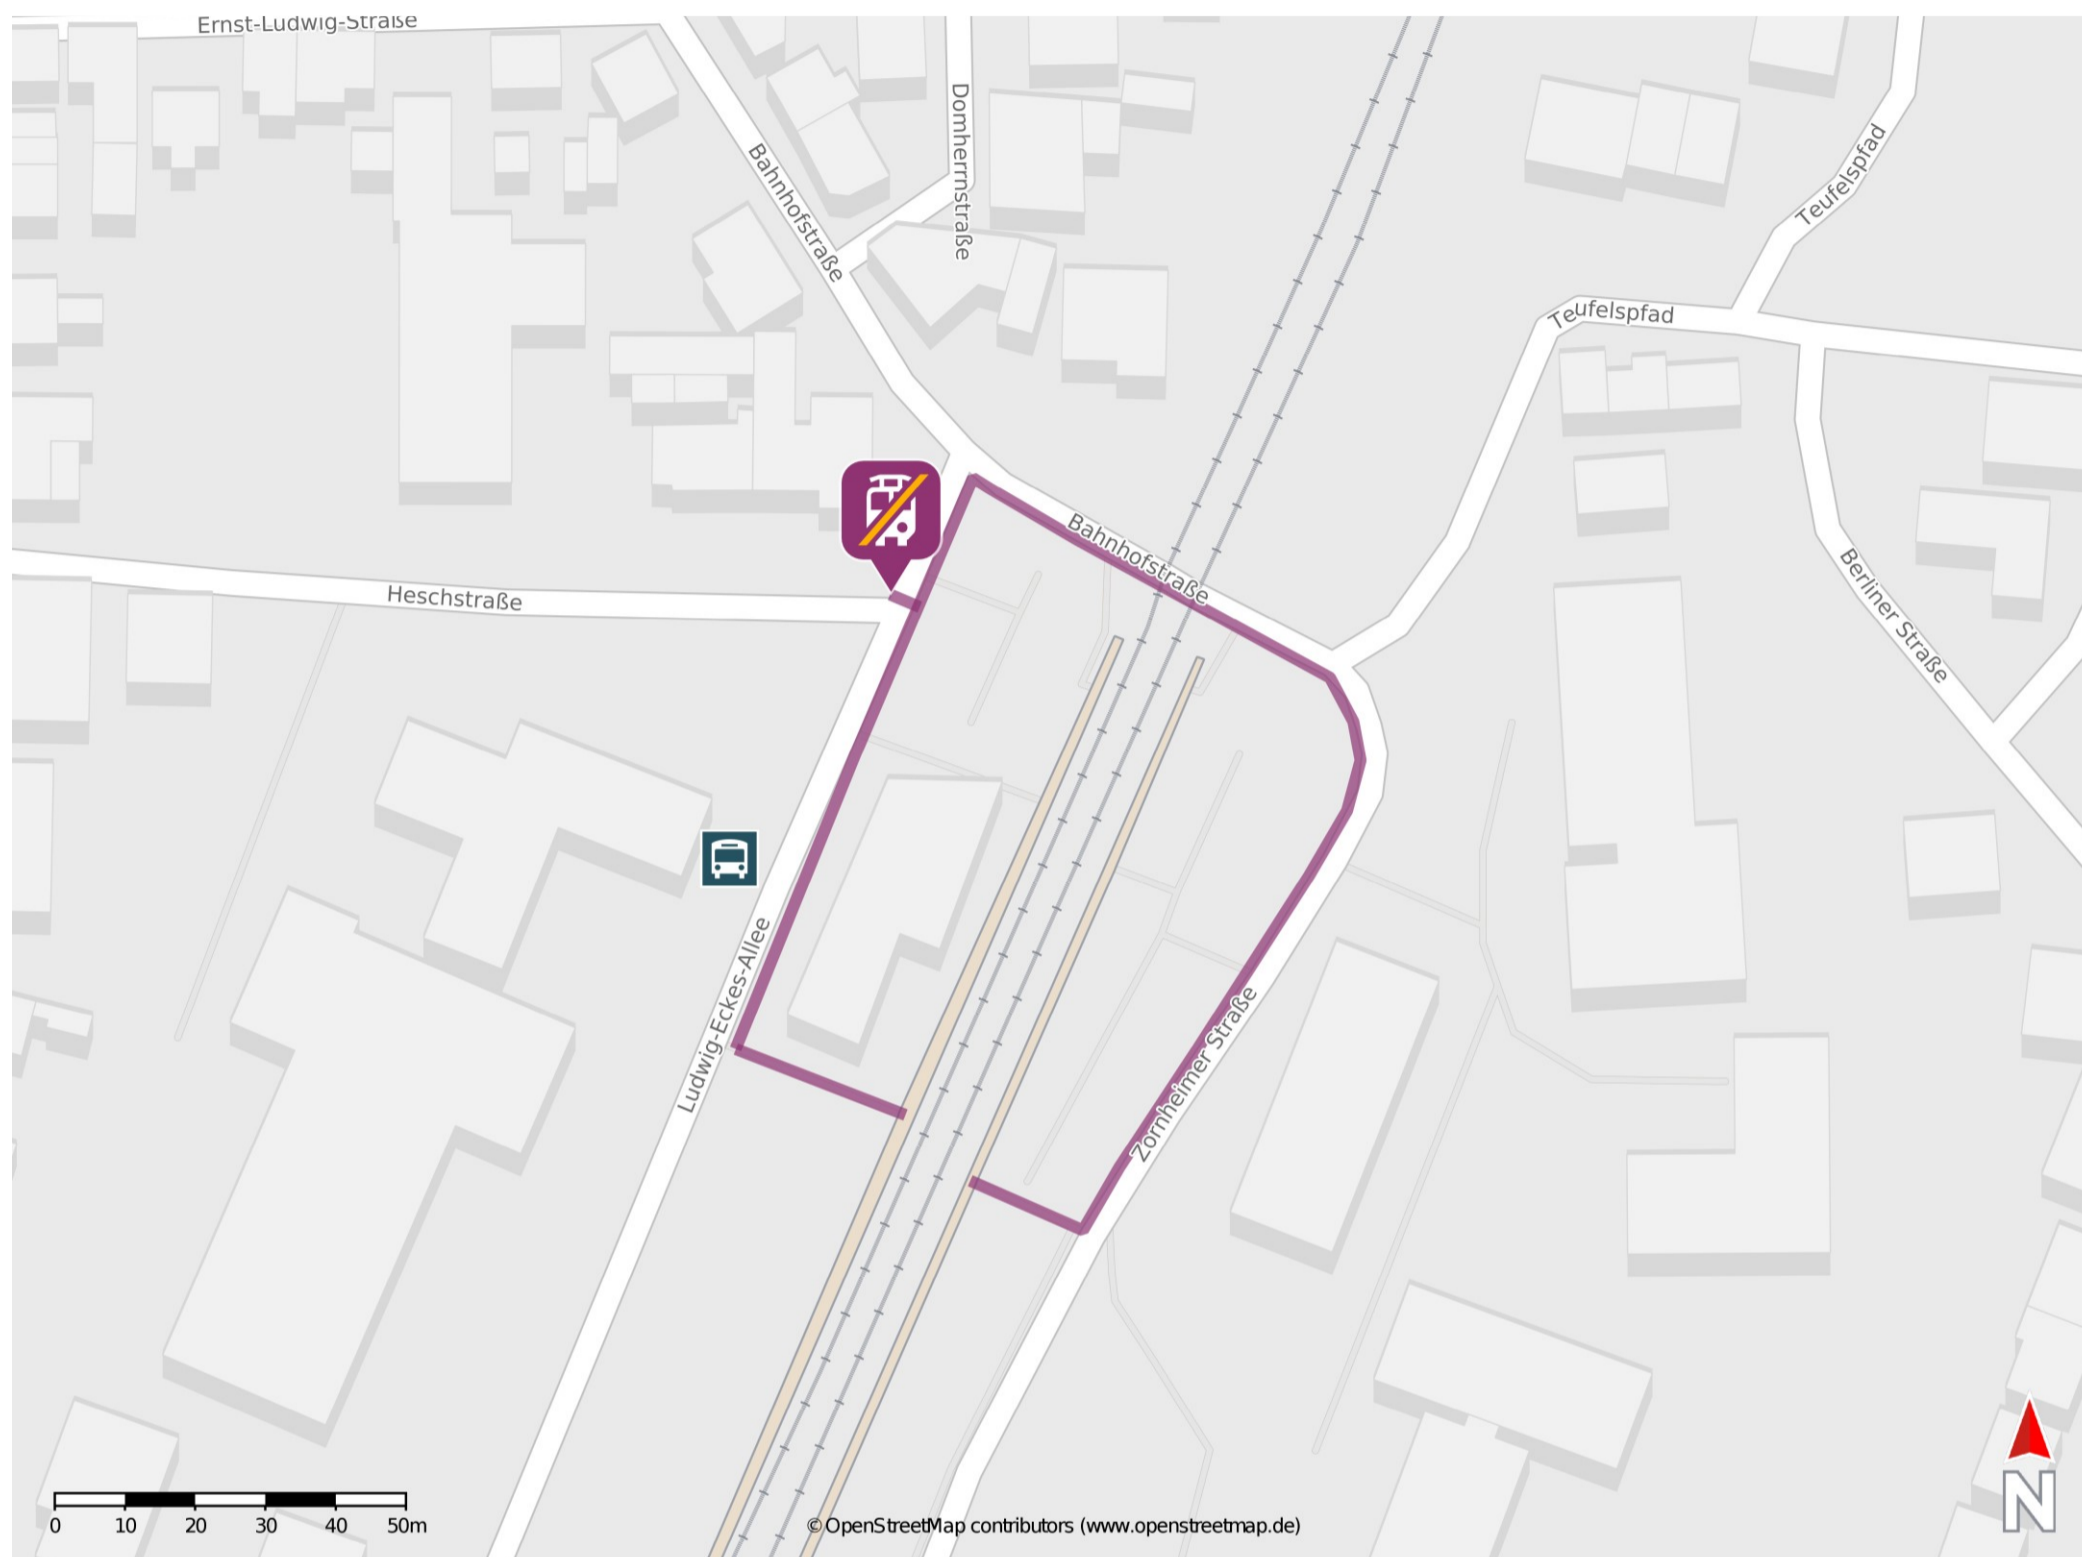 Ernst-Ludwig-Straße
Domherrnstraße
Bahnhofstraße
Teufelspfad
Teufelspfad
Bahnhofstraße
Heschstraße
Berliner Straße
Ludwig-Eckes-Allee
Zornheimer Straße
0 10 20 30 40 50m
© OpenStreetMap contributors (www.openstreetmap.de)
N